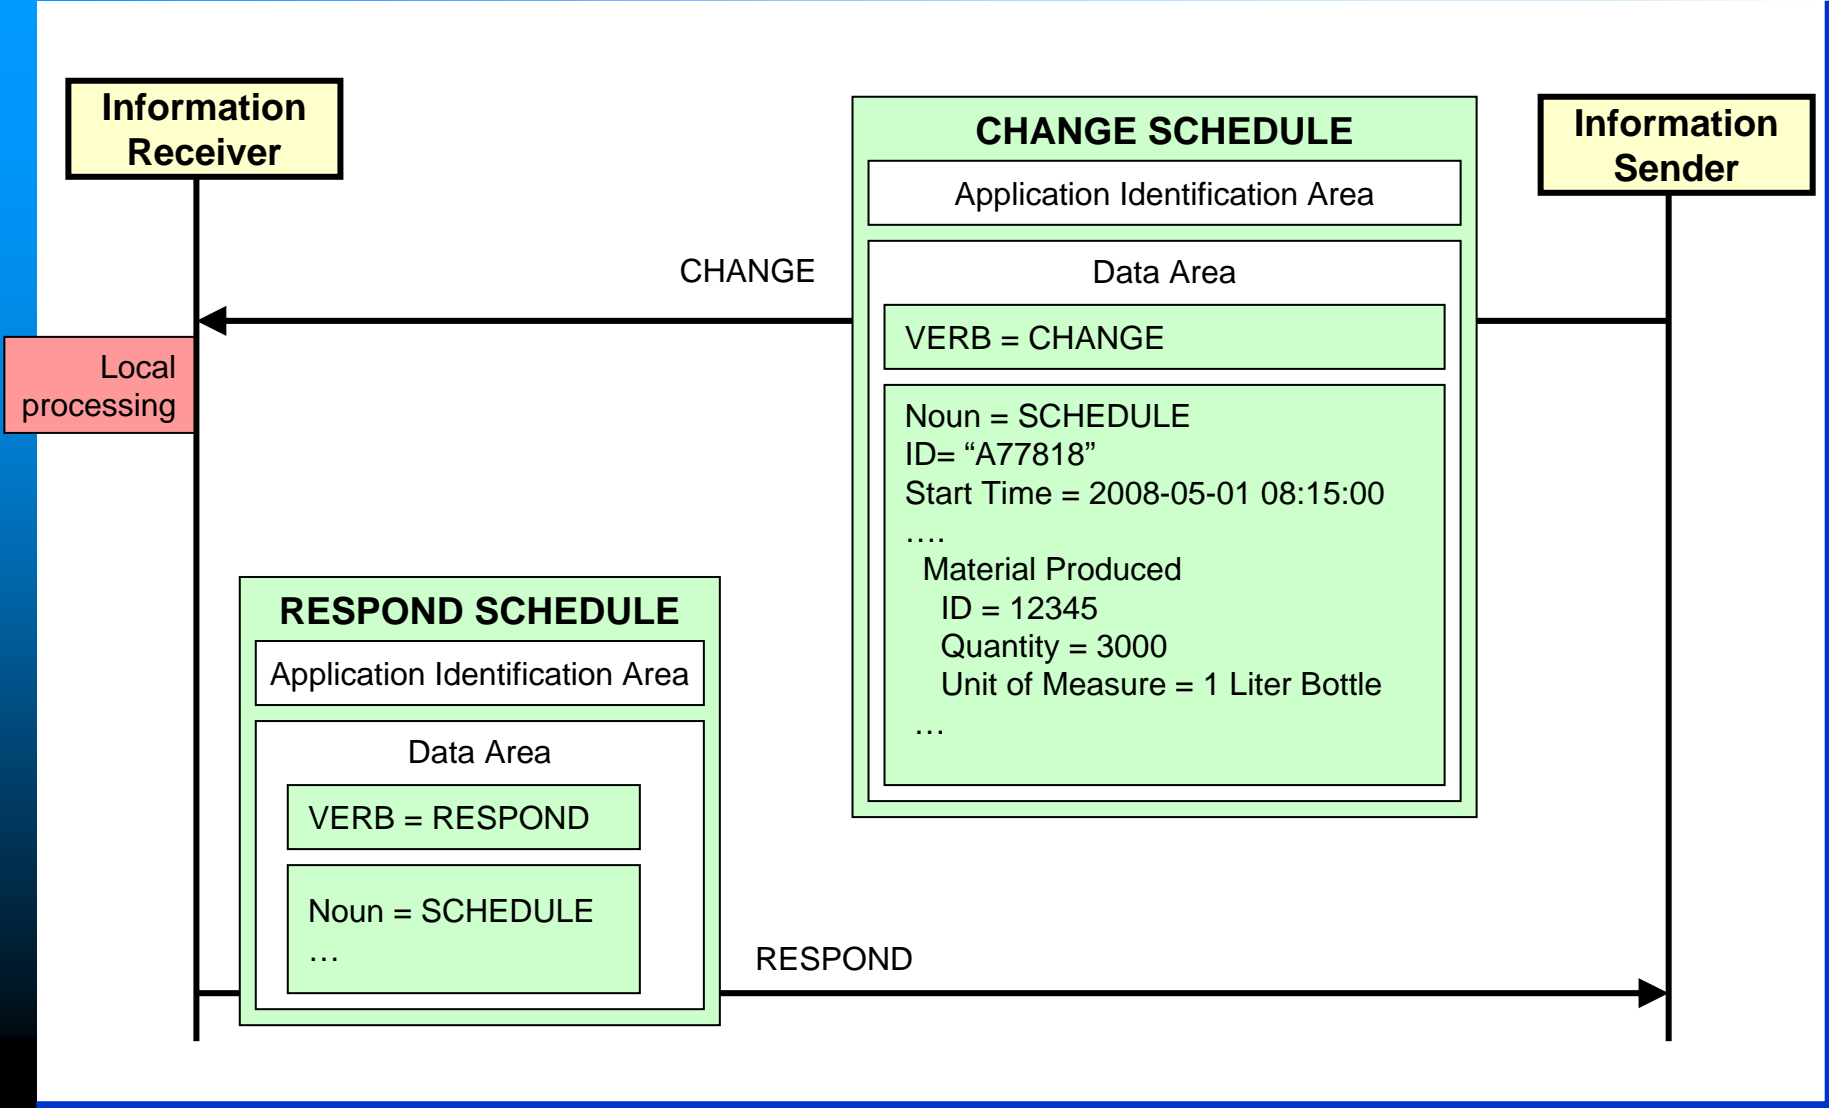 Information
Receiver
CHANGE SCHEDULE
Information
Sender
Application Identification Area
CHANGE
Data Area
VERB = CHANGE
Local
processing
Noun = SCHEDULE
ID= “A77818”
Start Time = 2008-05-01 08:15:00
….
Material Produced
ID = 12345
Quantity = 3000
Unit of Measure = 1 Liter Bottle
…
RESPOND SCHEDULE
Application Identification Area
Data Area
VERB = RESPOND
Noun = SCHEDULE
…
RESPOND